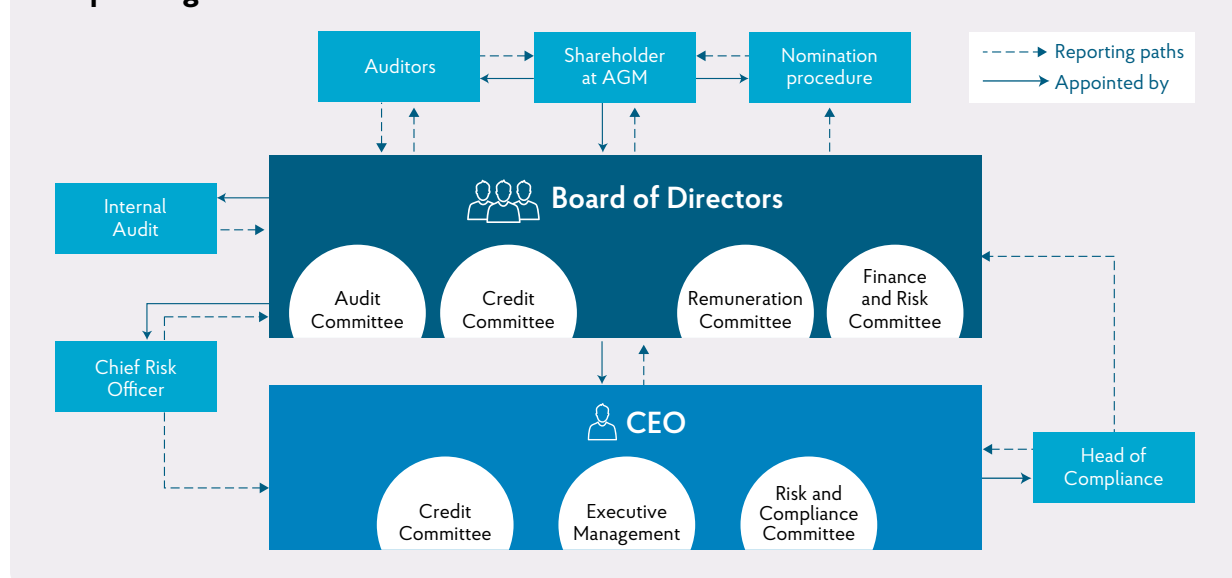 Auditors
Shareholder
at AGM
Nomination
procedure
Reporting paths
Appointed by
Internal
Audit
Board of Directors
Audit
Committee
Credit
Committee
Remuneration
Committee
Finance
and Risk
Committee
Chief Risk
Officer
CEO
Credit
Committee
Executive
Management
Risk and
Compliance
Committee
Head of
Compliance